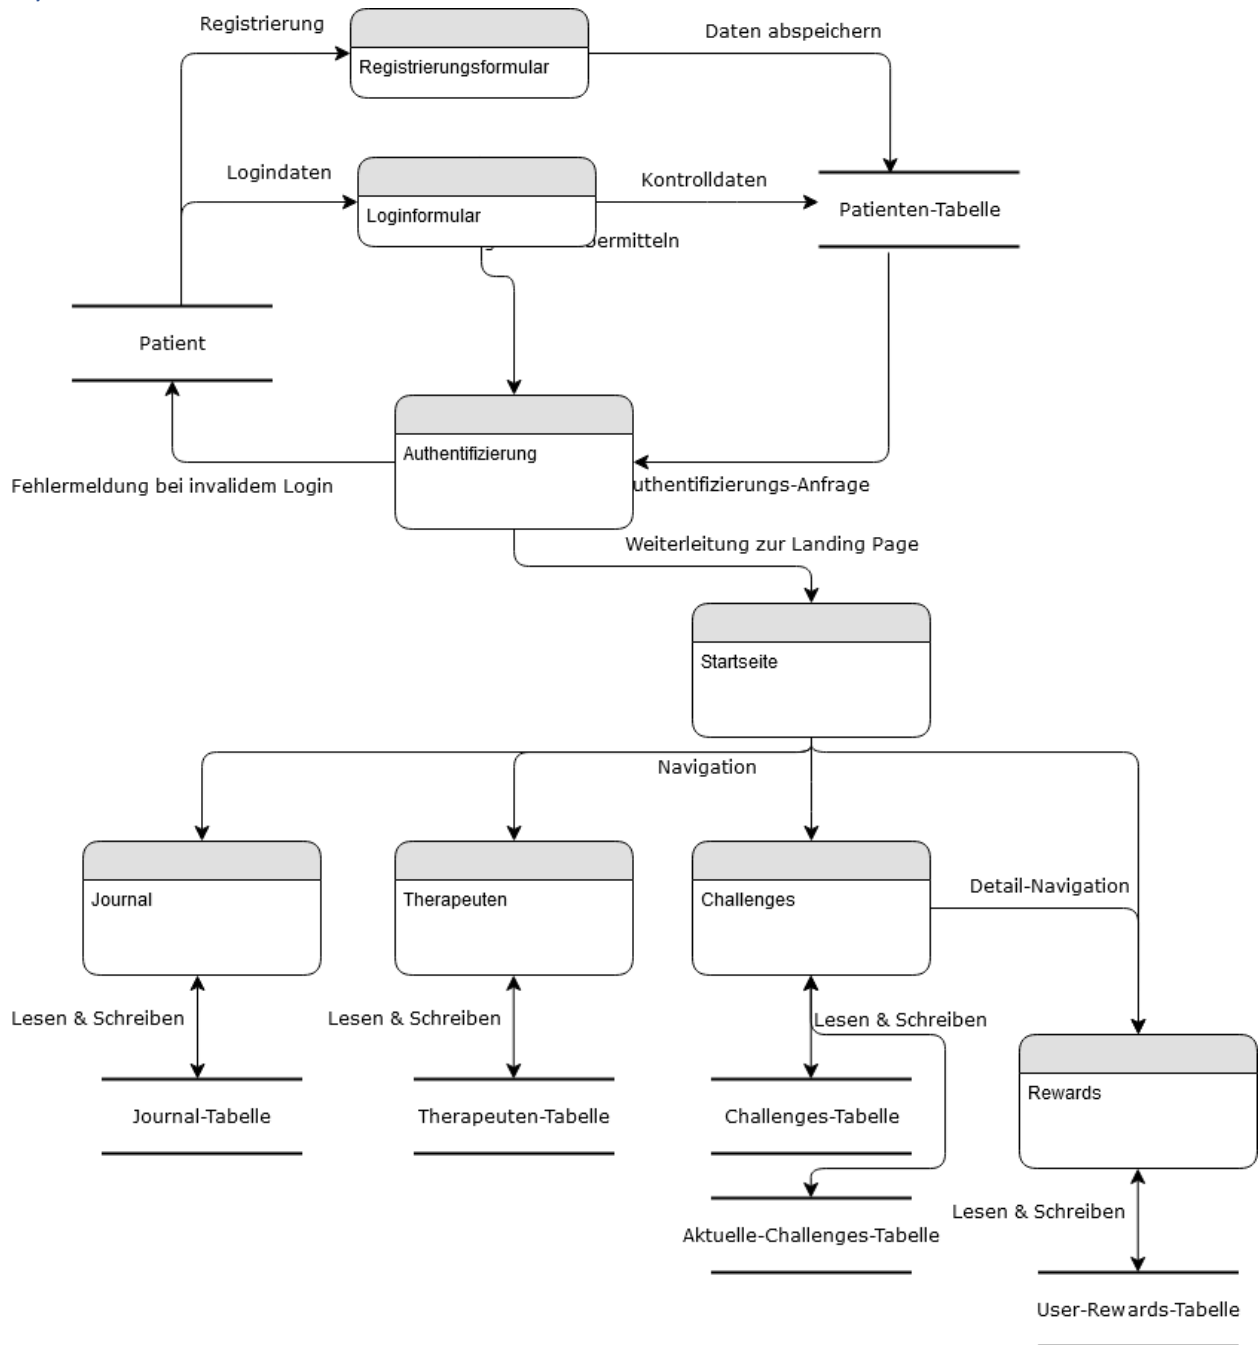 Registrierung
Daten abspeichern
Registrierungsformular
Logindaten
Kontrolldaten
Loginformular
Patienten-Tabelle
Patient
Authentifizierung
Fehlermeldung bei invalidem Login
uthentifizierungs-Anfrage
Weiterleitung zur Landing Page
Startseite
Navigation
Journal
Therapeuten
Challenges
Detail-Navigation
Lesen & Schreiben
Lesen & Schreiben
Lesen & Schreiben
Rewards
Journal-Tabelle
Therapeuten-Tabelle
Challenges-Tabelle
Lesen & Schreiben
Aktuelle-Challenges-Tabelle
User-Rewards-Tabelle